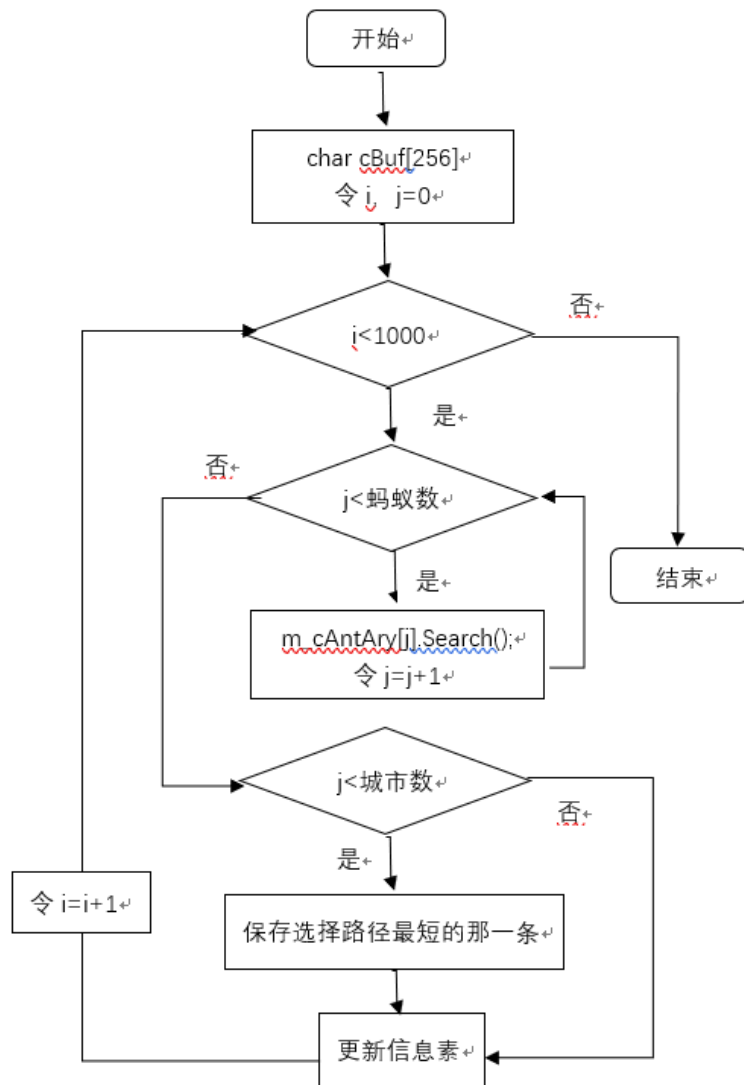 开始
char cBuf[256]
令 i, j=0
i<1000
否
是
否
j<蚂蚁数
是
结束
m_cAntAry[j].Search();
令 j=j+1
j<城市数
否
是
令 i=i+1
保存选择路径最短的那一条
更新信息素